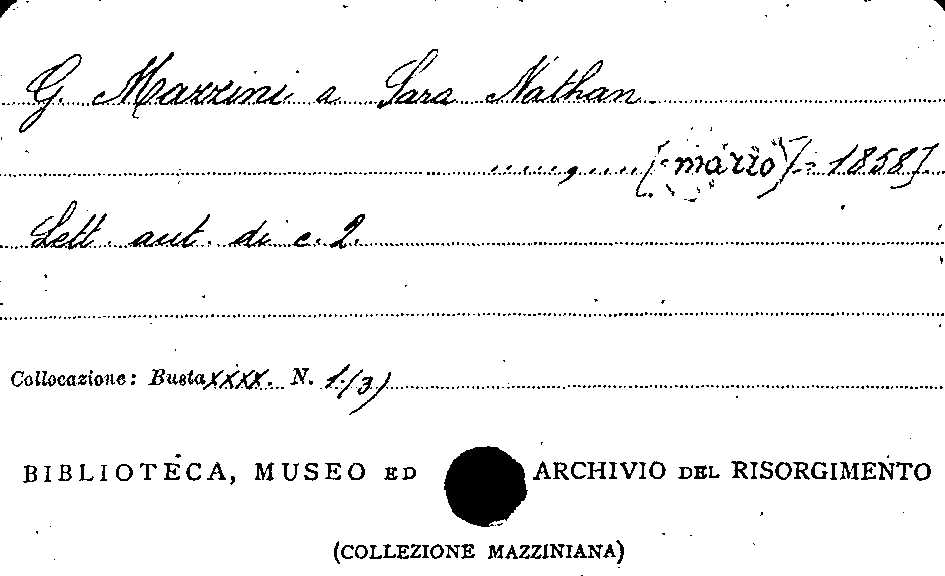 G. Mazzini a Sara Nathan
[marzo] 1858].
Lett. aut. di c. 2.
Collocazione: Busta XXXX. N. 1/(3)
BIBLIOTECA, MUSEO ED ARCHIVIO DEL RISORGIMENTO
(COLLEZIONE MAZZINIANA)